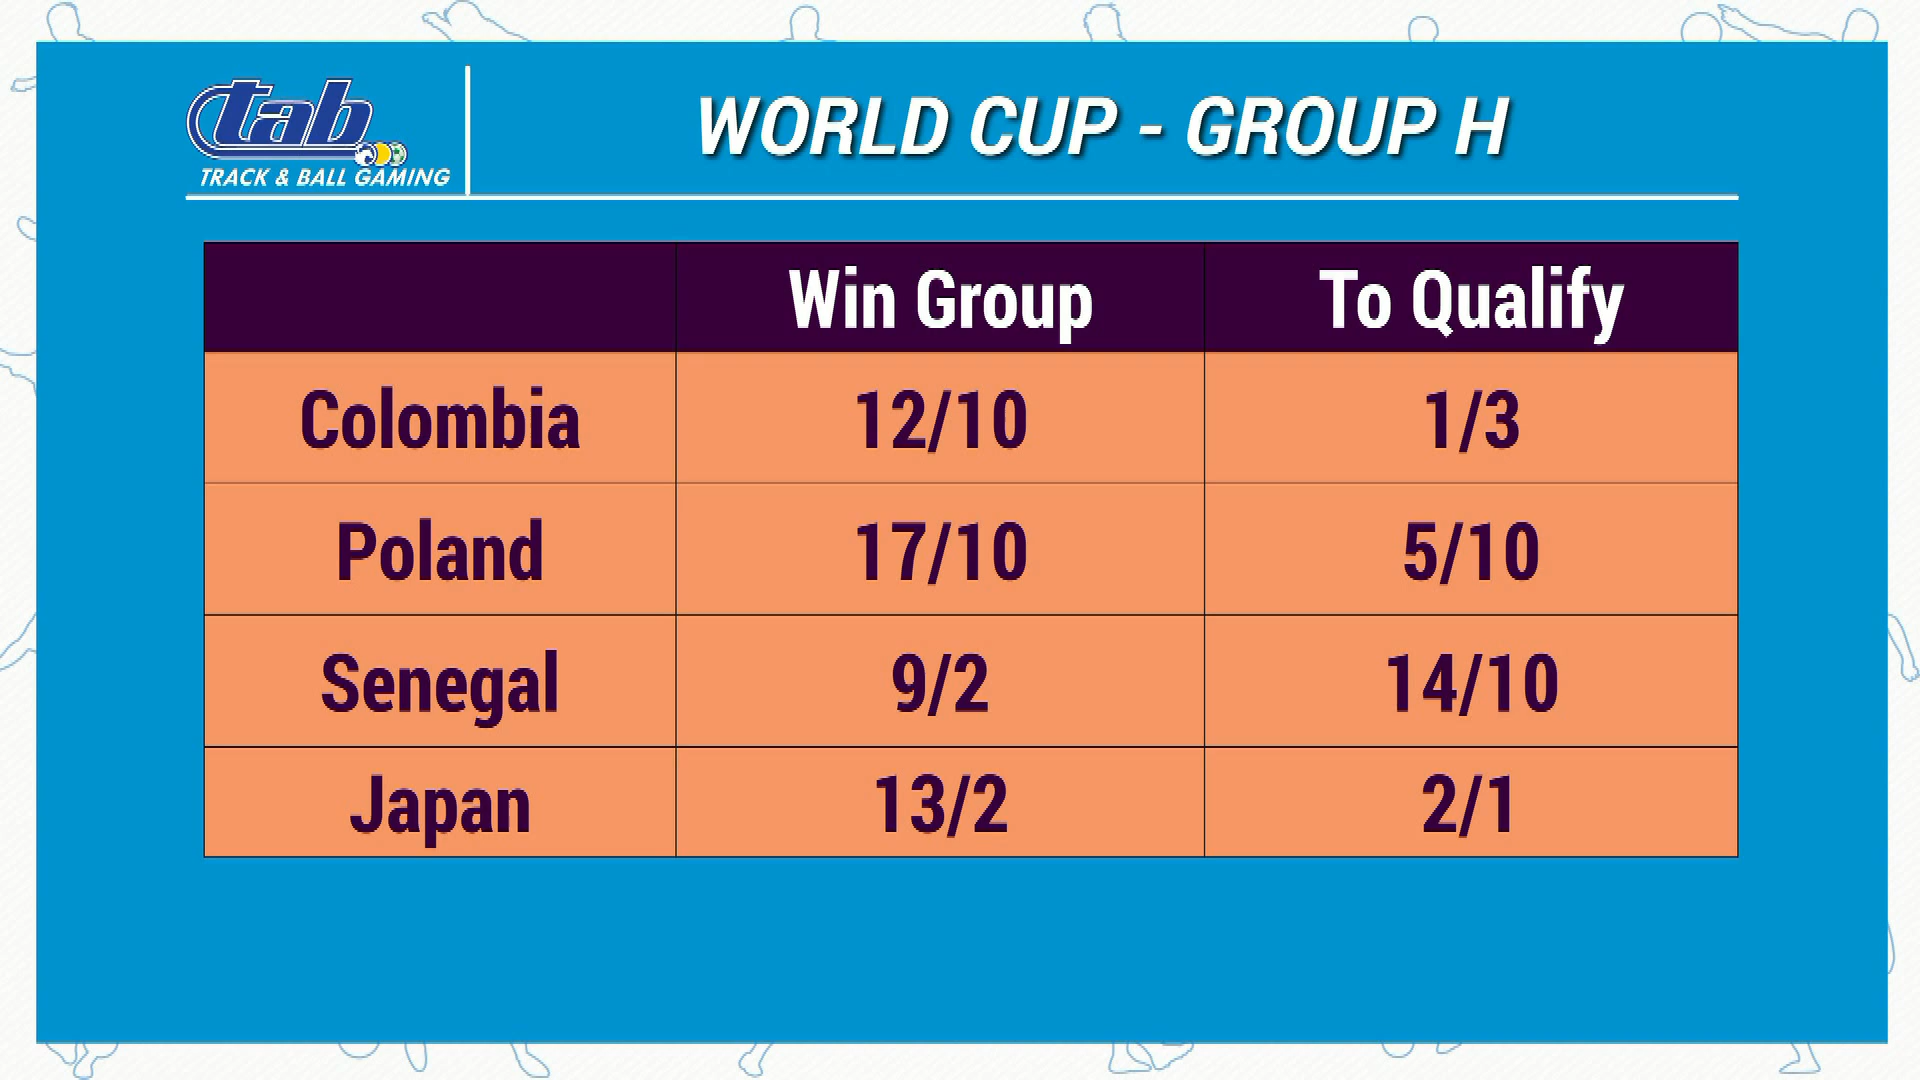 tab
TRACK & BALL GAMING
WORLD CUP - GROUP H
Win Group To Qualify
Colombia 12/10 1/3
Poland 17/10 5/10
Senegal 9/2 14/10
Japan 13/2 2/1